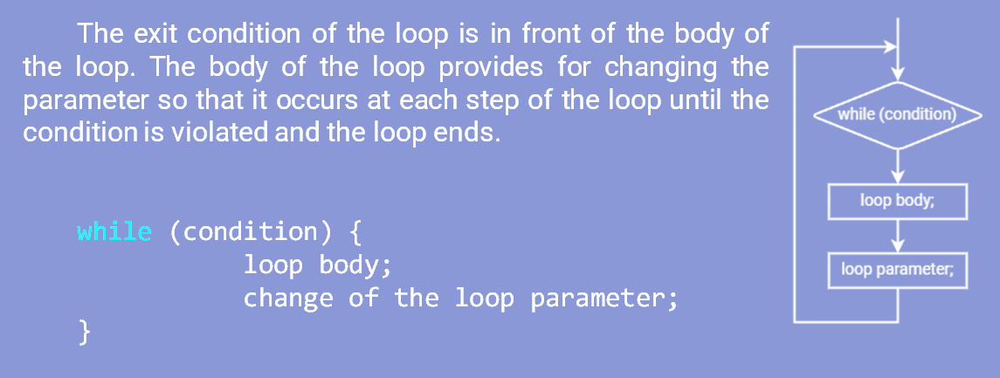 The exit condition of the loop is in front of the body of
the loop. The body of the loop provides for changing the
parameter so that it occurs at each step of the loop until the
condition is violated and the loop ends.
while (condition) {
loop body;
change of the loop parameter;
}
while (condition)
loop body;
loop parameter;